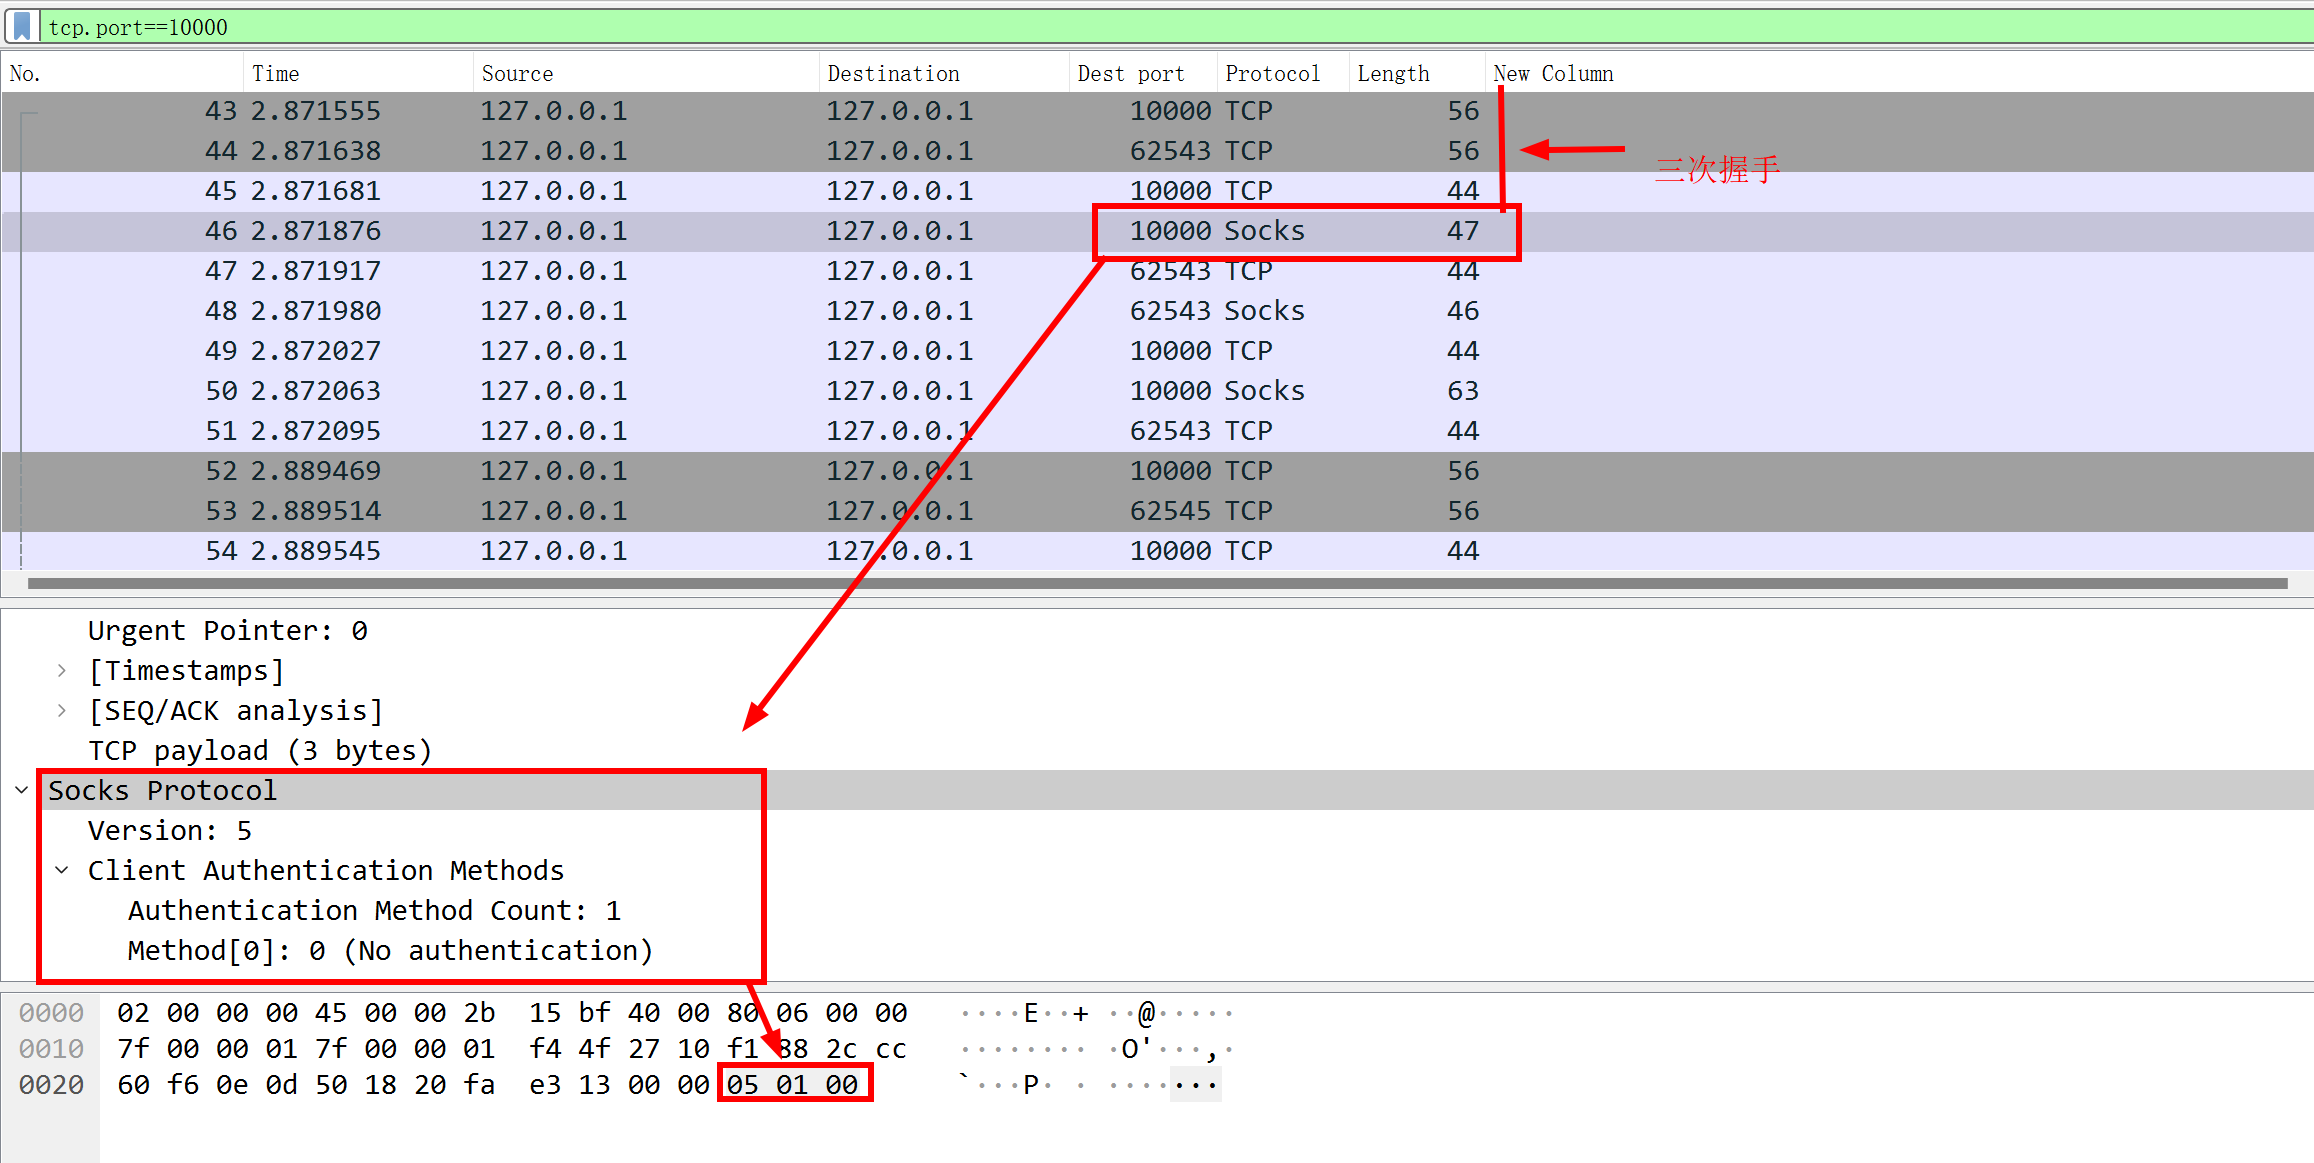 tcp.port==10000
No. Time Source Destination Dest port Protocol Length New Column
43 2.871555 127.0.0.1 127.0.0.1 10000 TCP 56
44 2.871638 127.0.0.1 127.0.0.1 62543 TCP 56
三次握手
45 2.871681 127.0.0.1 127.0.0.1 10000 TCP 44
46 2.871876 127.0.0.1 127.0.0.1 10000 Socks 47
47 2.871917 127.0.0.1 127.0.0.1 62543 TCP 44
48 2.871980 127.0.0.1 127.0.0.1 62543 Socks 46
49 2.872027 127.0.0.1 127.0.0.1 10000 TCP 44
50 2.872063 127.0.0.1 127.0.0.1 10000 Socks 63
51 2.872095 127.0.0.1 127.0.0.1 62543 TCP 44
52 2.889469 127.0.0.1 127.0.0.1 10000 TCP 56
53 2.889514 127.0.0.1 127.0.0.1 62545 TCP 56
54 2.889545 127.0.0.1 127.0.0.1 10000 TCP 44
Urgent Pointer: 0
[Timestamps]
[SEQ/ACK analysis]
TCP payload (3 bytes)
Socks Protocol
Version: 5
Client Authentication Methods
Authentication Method Count: 1
Method[0]: 0 (No authentication)
0000 02 00 00 00 45 00 00 2b 15 bf 40 00 80 06 00 00 ····E··+ ··@·····
0010 7f 00 00 01 7f 00 00 01 f4 4f 27 10 f1 88 2c cc ········ ·O'···,·
0020 60 f6 0e 0d 50 18 20 fa e3 13 00 00 05 01 00 `···P· · ·······